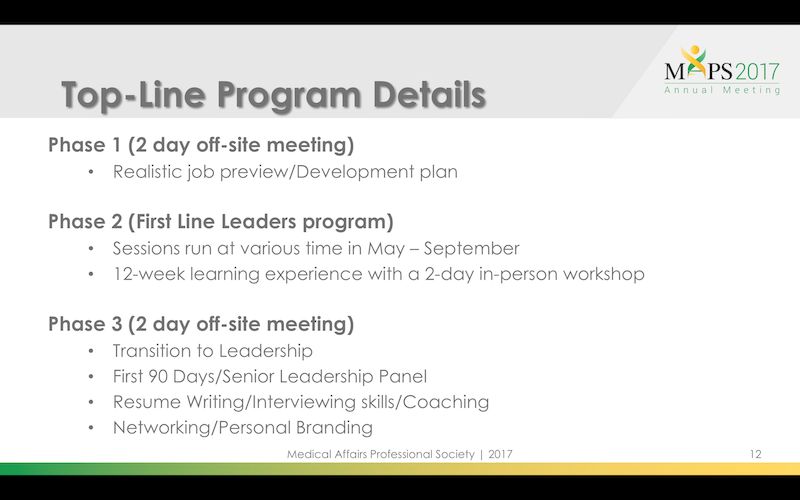 MAPS 2017
Annual Meeting
Top-Line Program Details
Phase 1 (2 day off-site meeting)
• Realistic job preview/Development plan
Phase 2 (First Line Leaders program)
• Sessions run at various time in May – September
• 12-week learning experience with a 2-day in-person workshop
Phase 3 (2 day off-site meeting)
• Transition to Leadership
• First 90 Days/Senior Leadership Panel
• Resume Writing/Interviewing skills/Coaching
• Networking/Personal Branding
Medical Affairs Professional Society | 2017
12